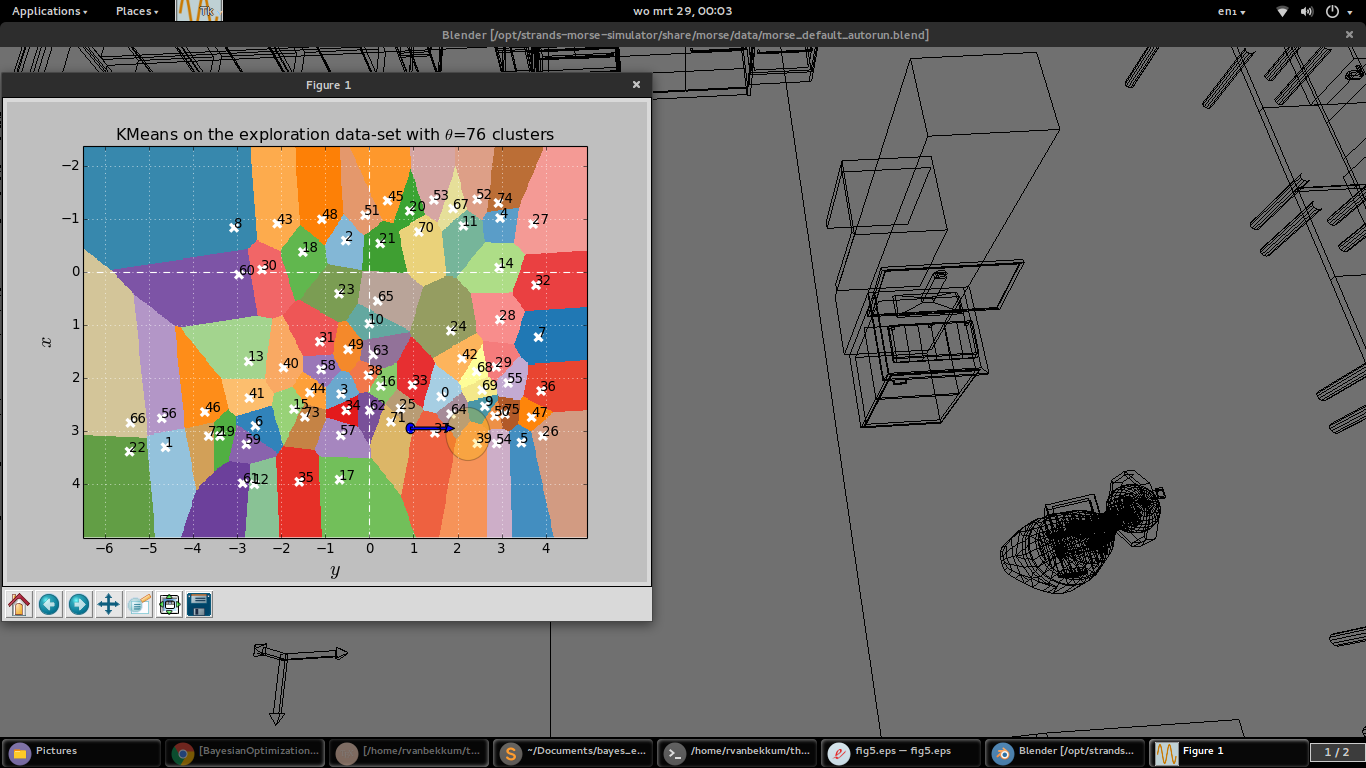 Applications Places Tk wo mrt 29, 00:03 en₁
Blender [/opt/strands-morse-simulator/share/morse/data/morse_default_autorun.blend]
Figure 1
KMeans on the exploration data-set with θ=76 clusters
−2
−1
0
1
2
3
4
x
8 43 48 51 45 20 53 67 52 74 4 27
2 21 70 11 18
60 30 14 32
23 65 10 24 28 7
31 49 63 42 29
13 40 58 38 16 33 68 55 36
41 44 3 0 69 9
46 15 73 34 62 25 71 64 50 75 47
66 56 72 19 6 59 57 37 39 54 5 26
22 1
61 12 35 17
−6 −5 −4 −3 −2 −1 0 1 2 3 4
y
Pictures [BayesianOptimization... [/home/rvanbekkum/t... ~/Documents/bayes_e... /home/rvanbekkum/th... fig5.eps — fig5.eps Blender [/opt/strands... Figure 1 1 / 2